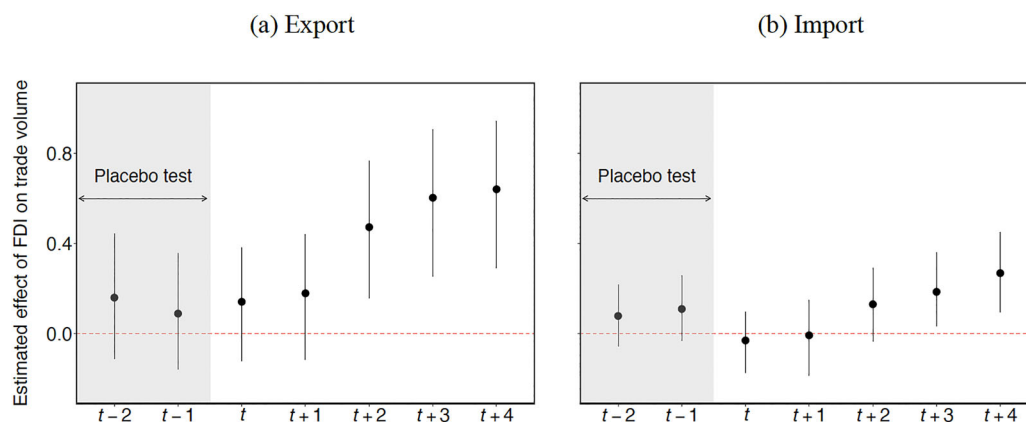 (a) Export
(b) Import
Estimated effect of FDI on trade volume
0.8
0.4
0.0
Placebo test
t − 2
t − 1
t
t + 1
t + 2
t + 3
t + 4
Placebo test
t − 2
t − 1
t
t + 1
t + 2
t + 3
t + 4